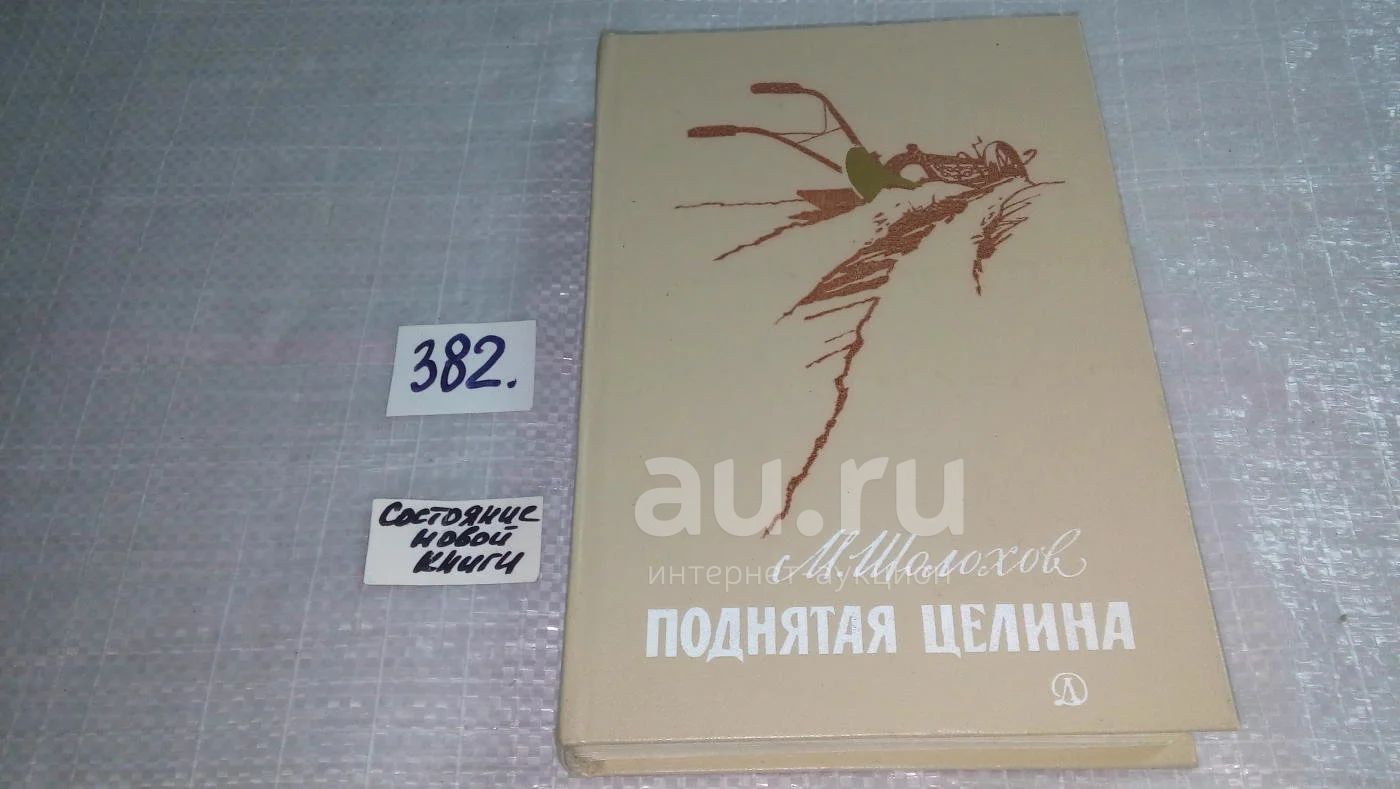 382.
Состояние
новой
книги
au.ru
интернет аукцион
М. Шолохов
ПОДНЯТАЯ ЦЕЛИНА
Д